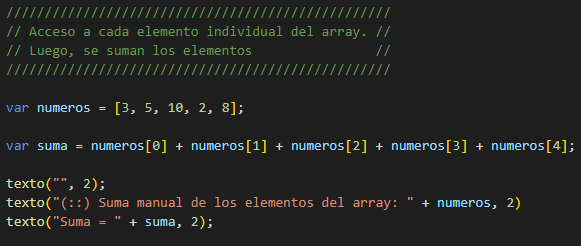 ///////////////////////////////////////////////////
// Acceso a cada elemento individual del array. //
// Luego, se suman los elementos                //
///////////////////////////////////////////////////
var numeros = [3, 5, 10, 2, 8];
var suma = numeros[0] + numeros[1] + numeros[2] + numeros[3] + numeros[4];
texto("", 2);
texto("(::) Suma manual de los elementos del array: " + numeros, 2)
texto("Suma = " + suma, 2);